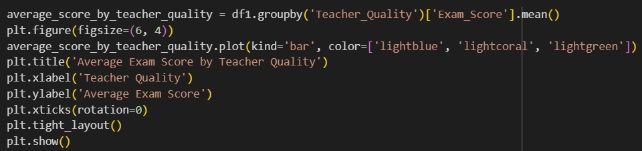 average_score_by_teacher_quality = df1.groupby('Teacher_Quality')['Exam_Score'].mean()
plt.figure(figsize=(6, 4))
average_score_by_teacher_quality.plot(kind='bar', color=['lightblue', 'lightcoral', 'lightgreen'])
plt.title('Average Exam Score by Teacher Quality')
plt.xlabel('Teacher Quality')
plt.ylabel('Average Exam Score')
plt.xticks(rotation=0)
plt.tight_layout()
plt.show()